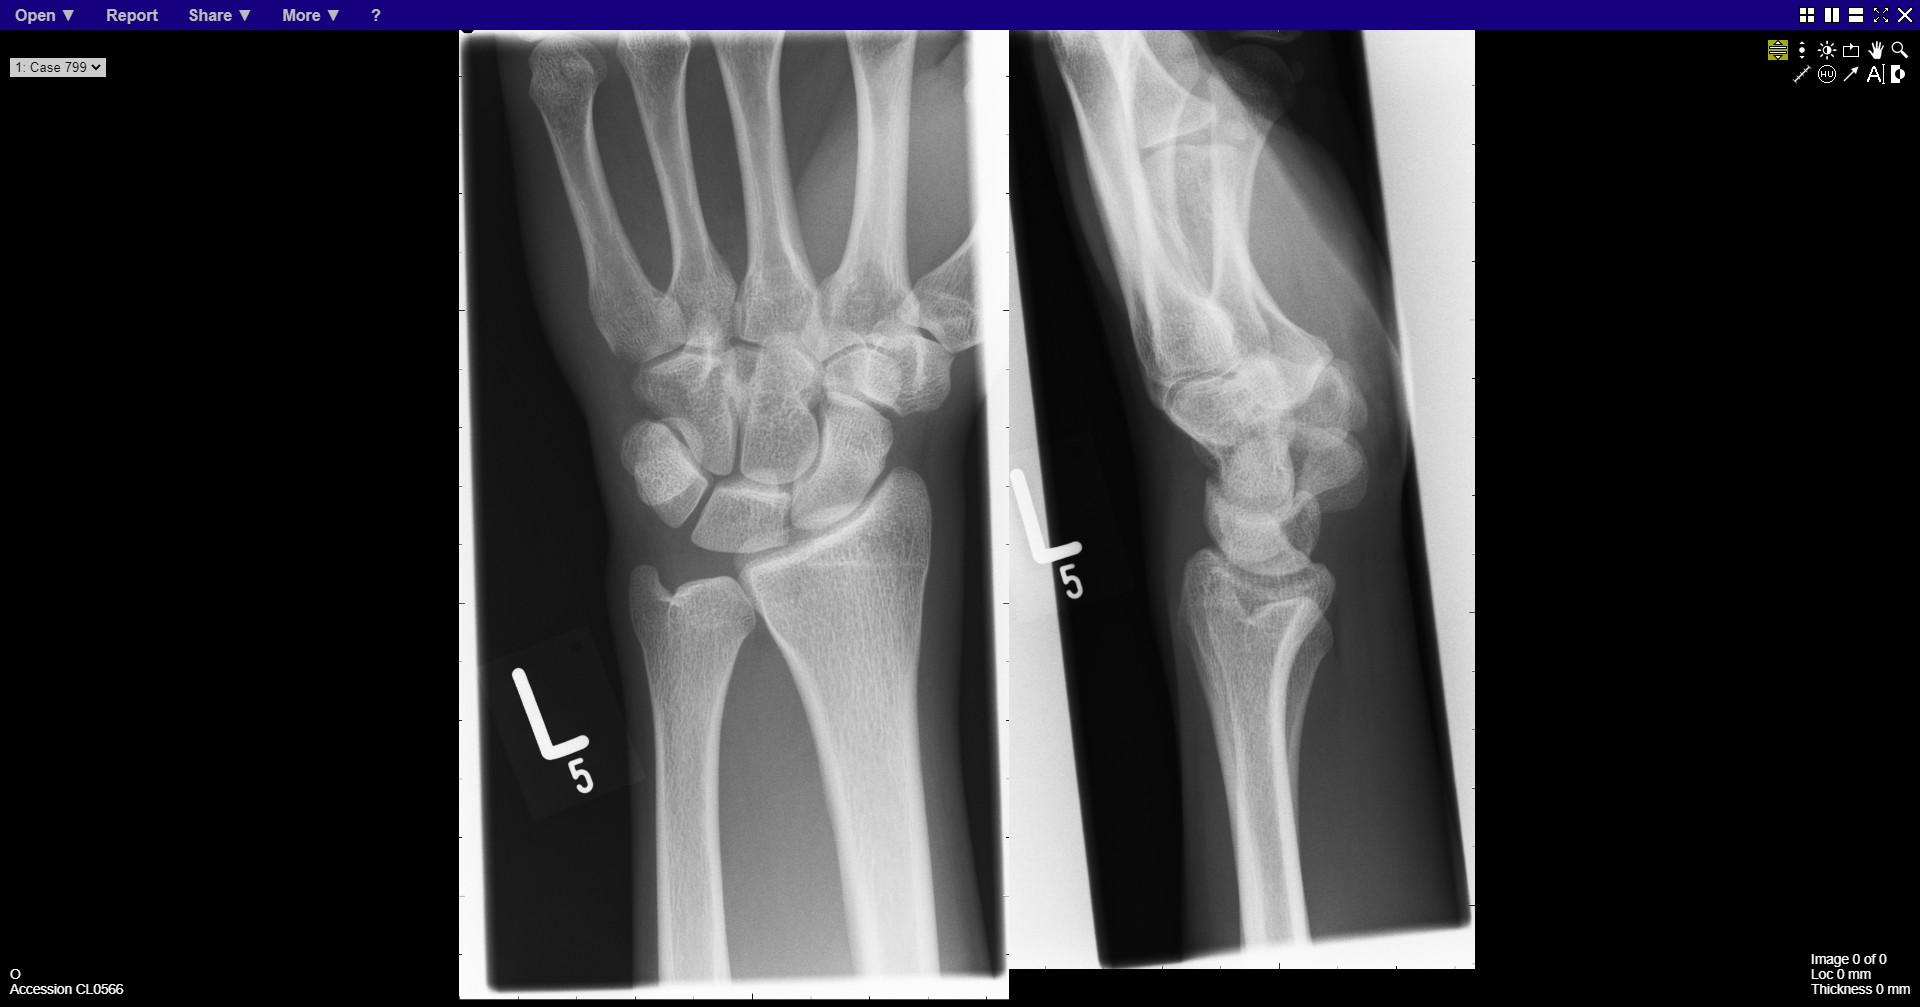 Open ▼ Report Share ▼ More ▼ ?
1: Case 799
HU
A
L
5
L
5
O
Accession CL0566
Image 0 of 0
Loc 0 mm
Thickness 0 mm